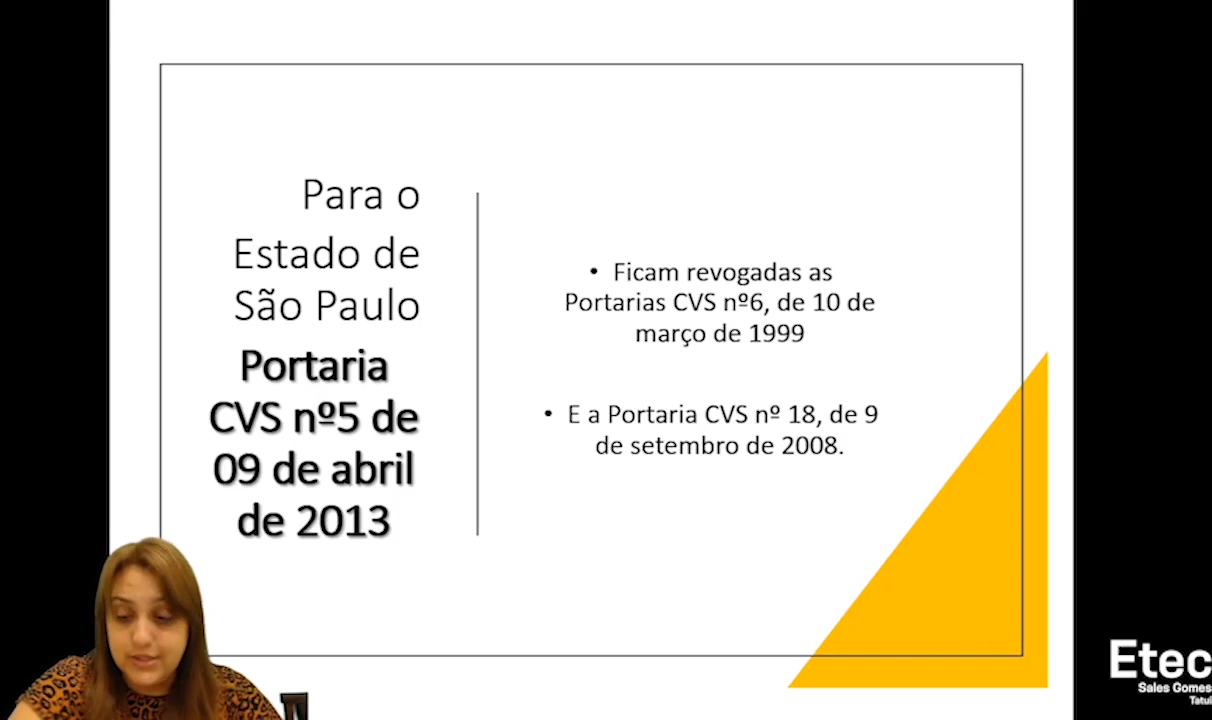 Para o
Estado de
São Paulo
Portaria
CVS nº5 de
09 de abril
de 2013
• Ficam revogadas as
Portarias CVS nº6, de 10 de
março de 1999
• E a Portaria CVS nº 18, de 9
de setembro de 2008.
Etec
Sales Gomes
Tatuí